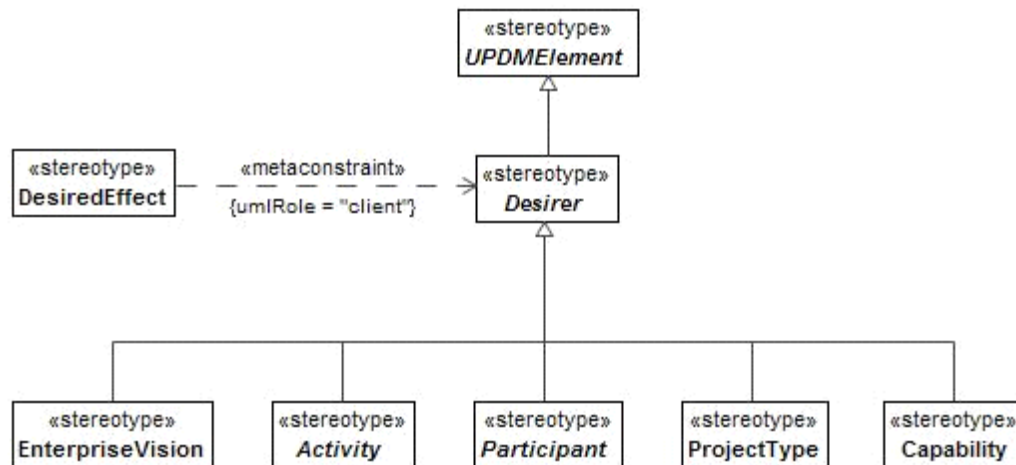 «stereotype»
UPDMElement
«stereotype»
DesiredEffect
«metaconstraint»
{umlRole = "client"}
«stereotype»
Desirer
«stereotype»
EnterpriseVision
«stereotype»
Activity
«stereotype»
Participant
«stereotype»
ProjectType
«stereotype»
Capability